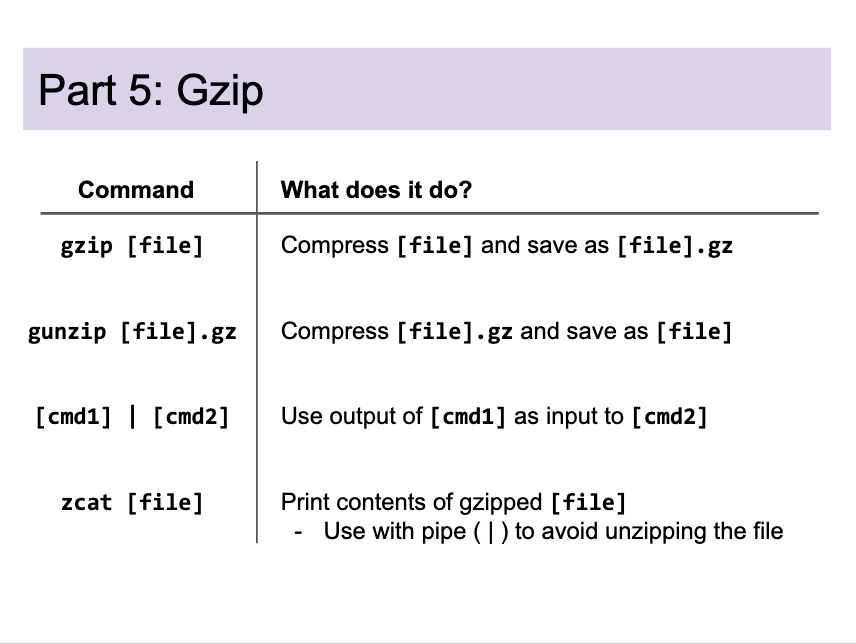 Part 5: Gzip
Command What does it do?
gzip [file] Compress [file] and save as [file].gz
gunzip [file].gz Compress [file].gz and save as [file]
[cmd1] | [cmd2] Use output of [cmd1] as input to [cmd2]
zcat [file] Print contents of gzipped [file]
- Use with pipe ( | ) to avoid unzipping the file